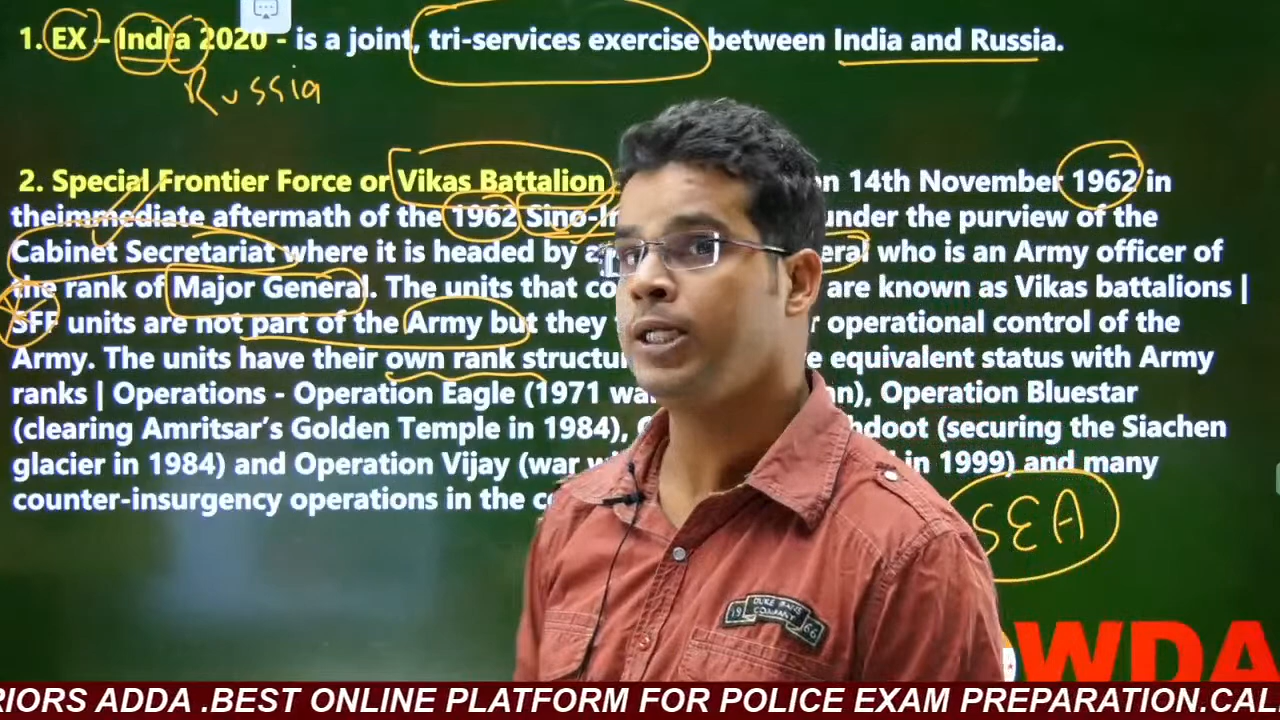 1. EX – Indra 2020 - is a joint, tri-services exercise between India and Russia.
Russia
2. Special Frontier Force or Vikas Battalion n 14th November 1962 in
theimmediate aftermath of the 1962 Sino-I under the purview of the
Cabinet Secretariat where it is headed by a eral who is an Army officer of
the rank of Major General. The units that co are known as Vikas battalions |
SFF units are not part of the Army but they operational control of the
Army. The units have their own rank structu e equivalent status with Army
ranks | Operations - Operation Eagle (1971 wa n), Operation Bluestar
(clearing Amritsar’s Golden Temple in 1984), hdoot (securing the Siachen
glacier in 1984) and Operation Vijay (war w in 1999) and many
counter-insurgency operations in the c
SEA
19 DUKE COMPANY 66
WDA
RIORS ADDA .BEST ONLINE PLATFORM FOR POLICE EXAM PREPARATION.CAL